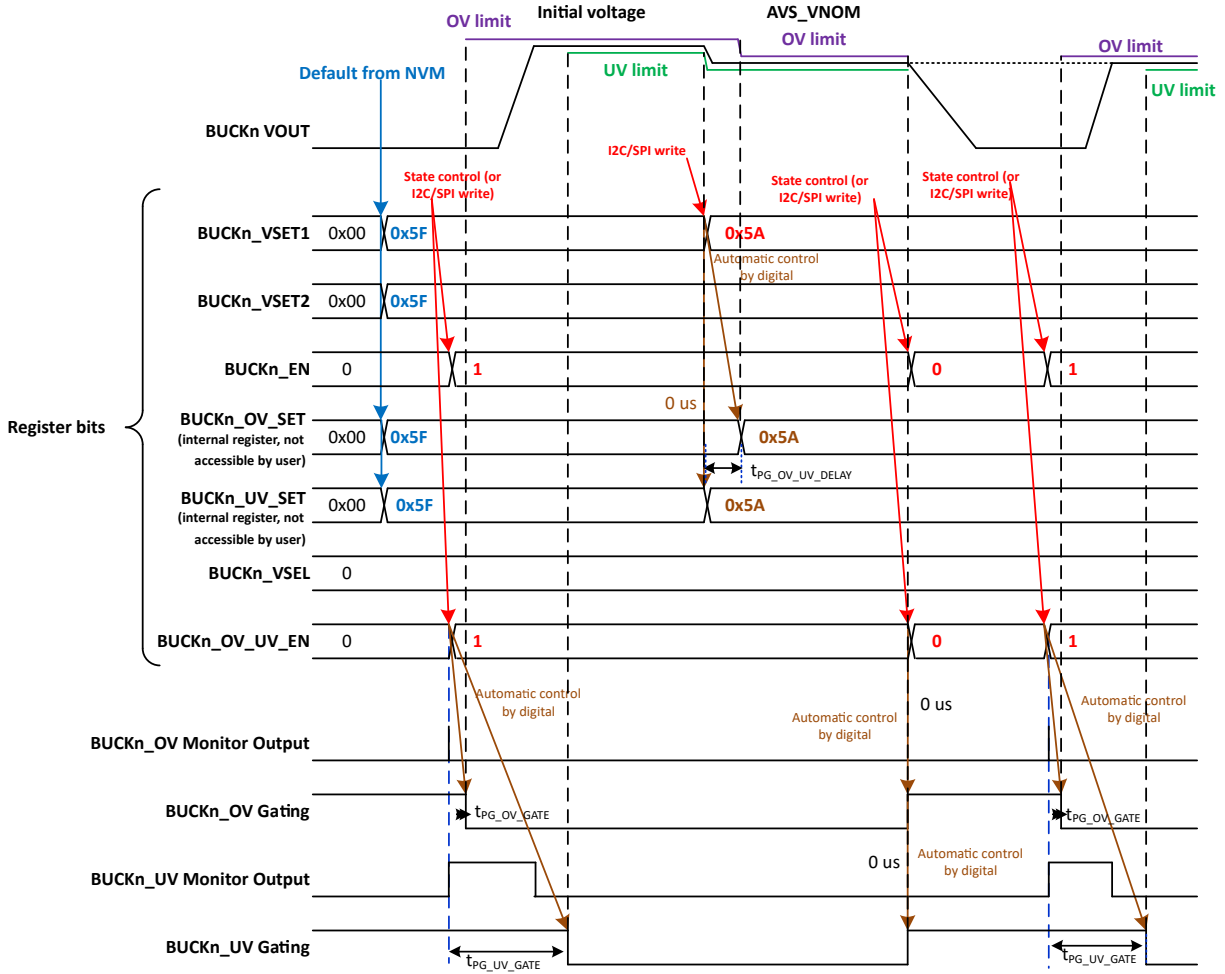 Initial voltage
AVS_VNOM
OV limit
OV limit
OV limit
UV limit
Default from NVM
UV limit
BUCKn VOUT
I2C/SPI write
State control (or
I2C/SPI write)
State control (or
I2C/SPI write)
State control (or
I2C/SPI write)
BUCKn_VSET1
0x00
0x5F
0x5A
Automatic control
by digital
BUCKn_VSET2
0x00
0x5F
BUCKn_EN
0
1
0
1
0 us
Register bits
BUCKn_OV_SET
(internal register, not
accessible by user)
0x00
0x5F
0x5A
tPG_OV_UV_DELAY
BUCKn_UV_SET
(internal register, not
accessible by user)
0x00
0x5F
0x5A
BUCKn_VSEL
0
BUCKn_OV_UV_EN
0
1
0
1
Automatic control
by digital
0 us
Automatic control
by digital
Automatic control
by digital
BUCKn_OV Monitor Output
BUCKn_OV Gating
tPG_OV_GATE
tPG_OV_GATE
0 us
Automatic control
by digital
BUCKn_UV Monitor Output
BUCKn_UV Gating
tPG_UV_GATE
tPG_UV_GATE